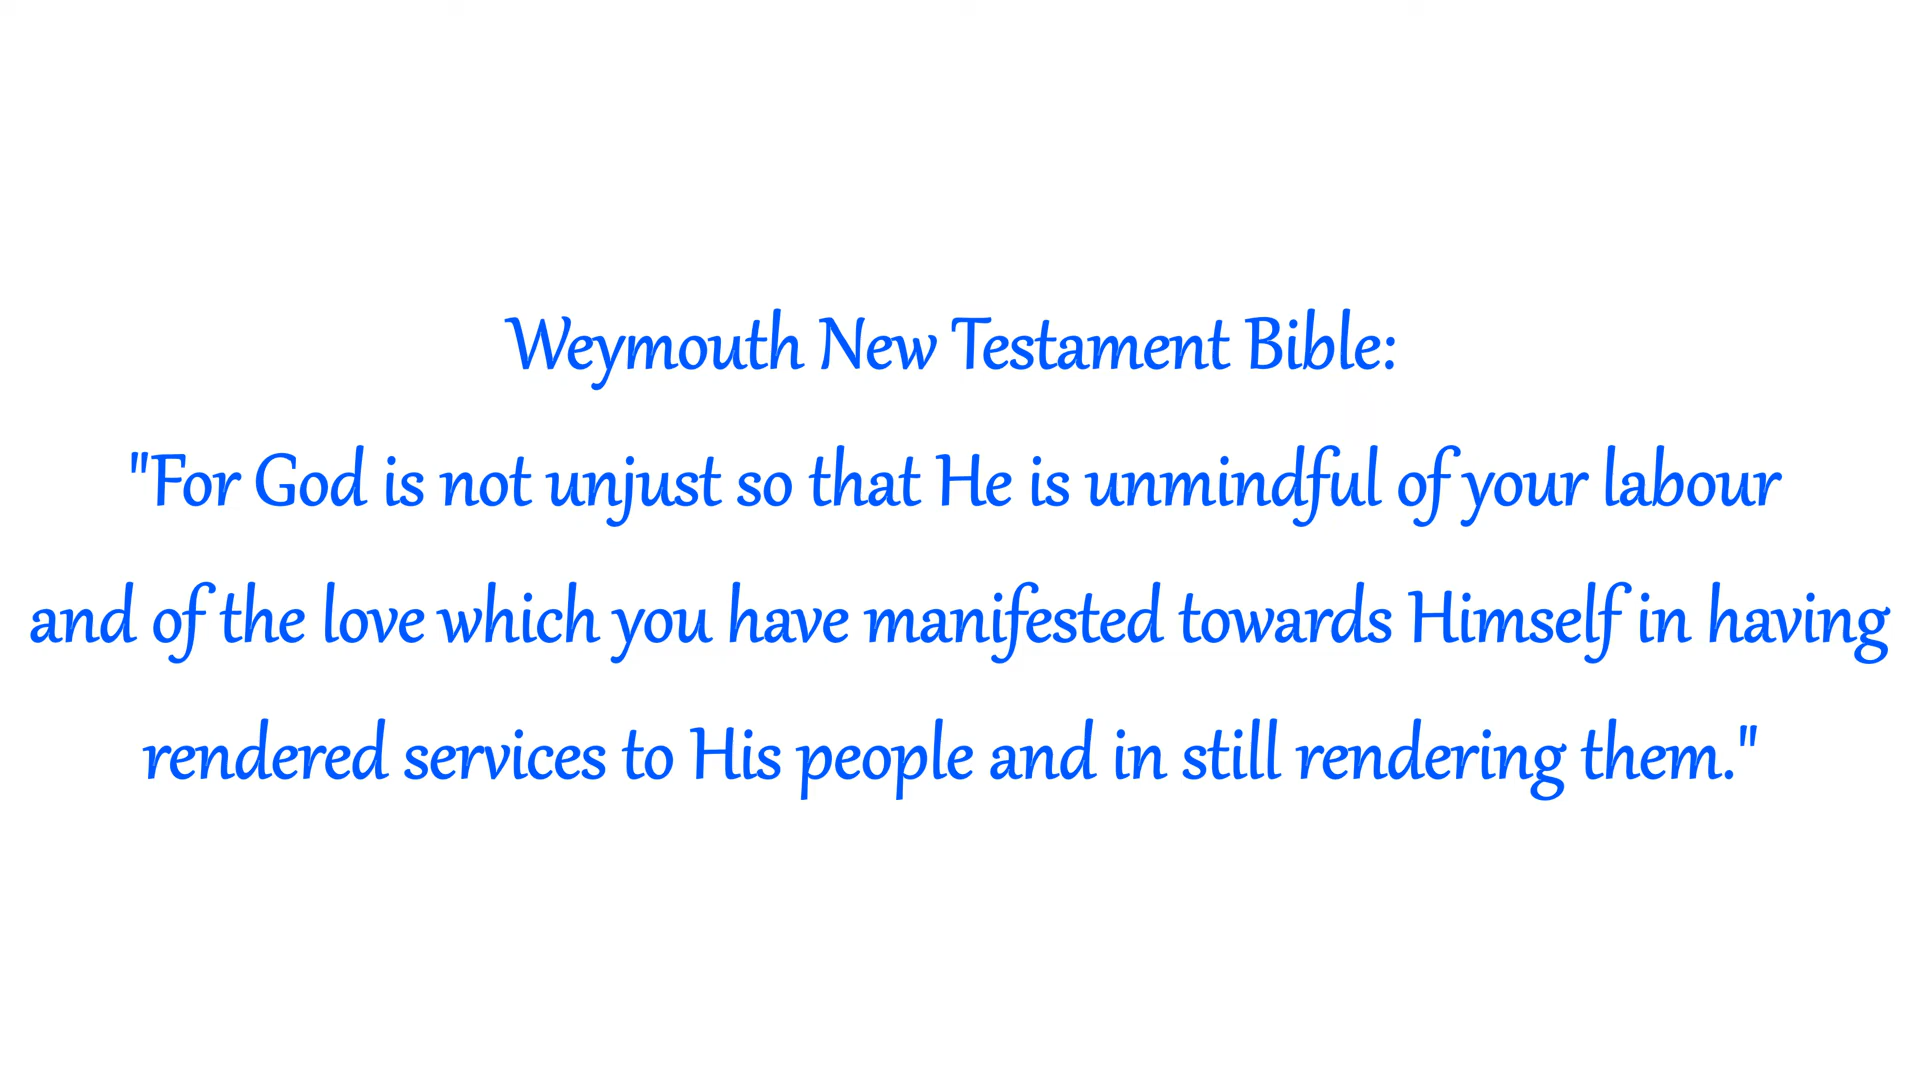 Weymouth New Testament Bible:
"For God is not unjust so that He is unmindful of your labour
and of the love which you have manifested towards Himself in having
rendered services to His people and in still rendering them."